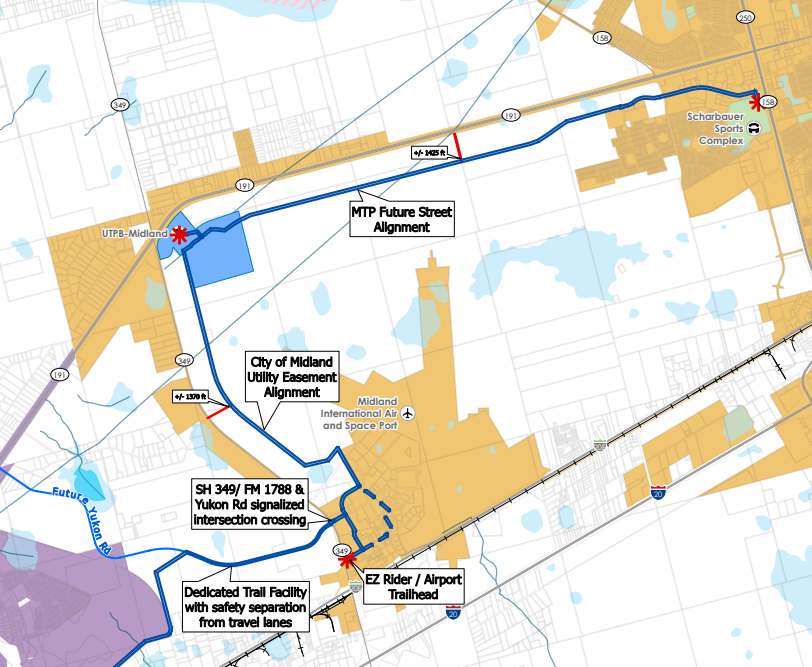 250
158
349
191
158
Scharbauer
Sports
Complex
+/- 1425 ft
191
MTP Future Street
Alignment
UTPB-Midland
349
191
City of Midland
Utility Easement
Alignment
+/- 1370 ft
Midland
International Air
and Space Port
20
SH 349/ FM 1788 &
Yukon Rd signalized
intersection crossing
Future Yukon Rd
349
EZ Rider / Airport
Trailhead
Dedicated Trail Facility
with safety separation
from travel lanes
20